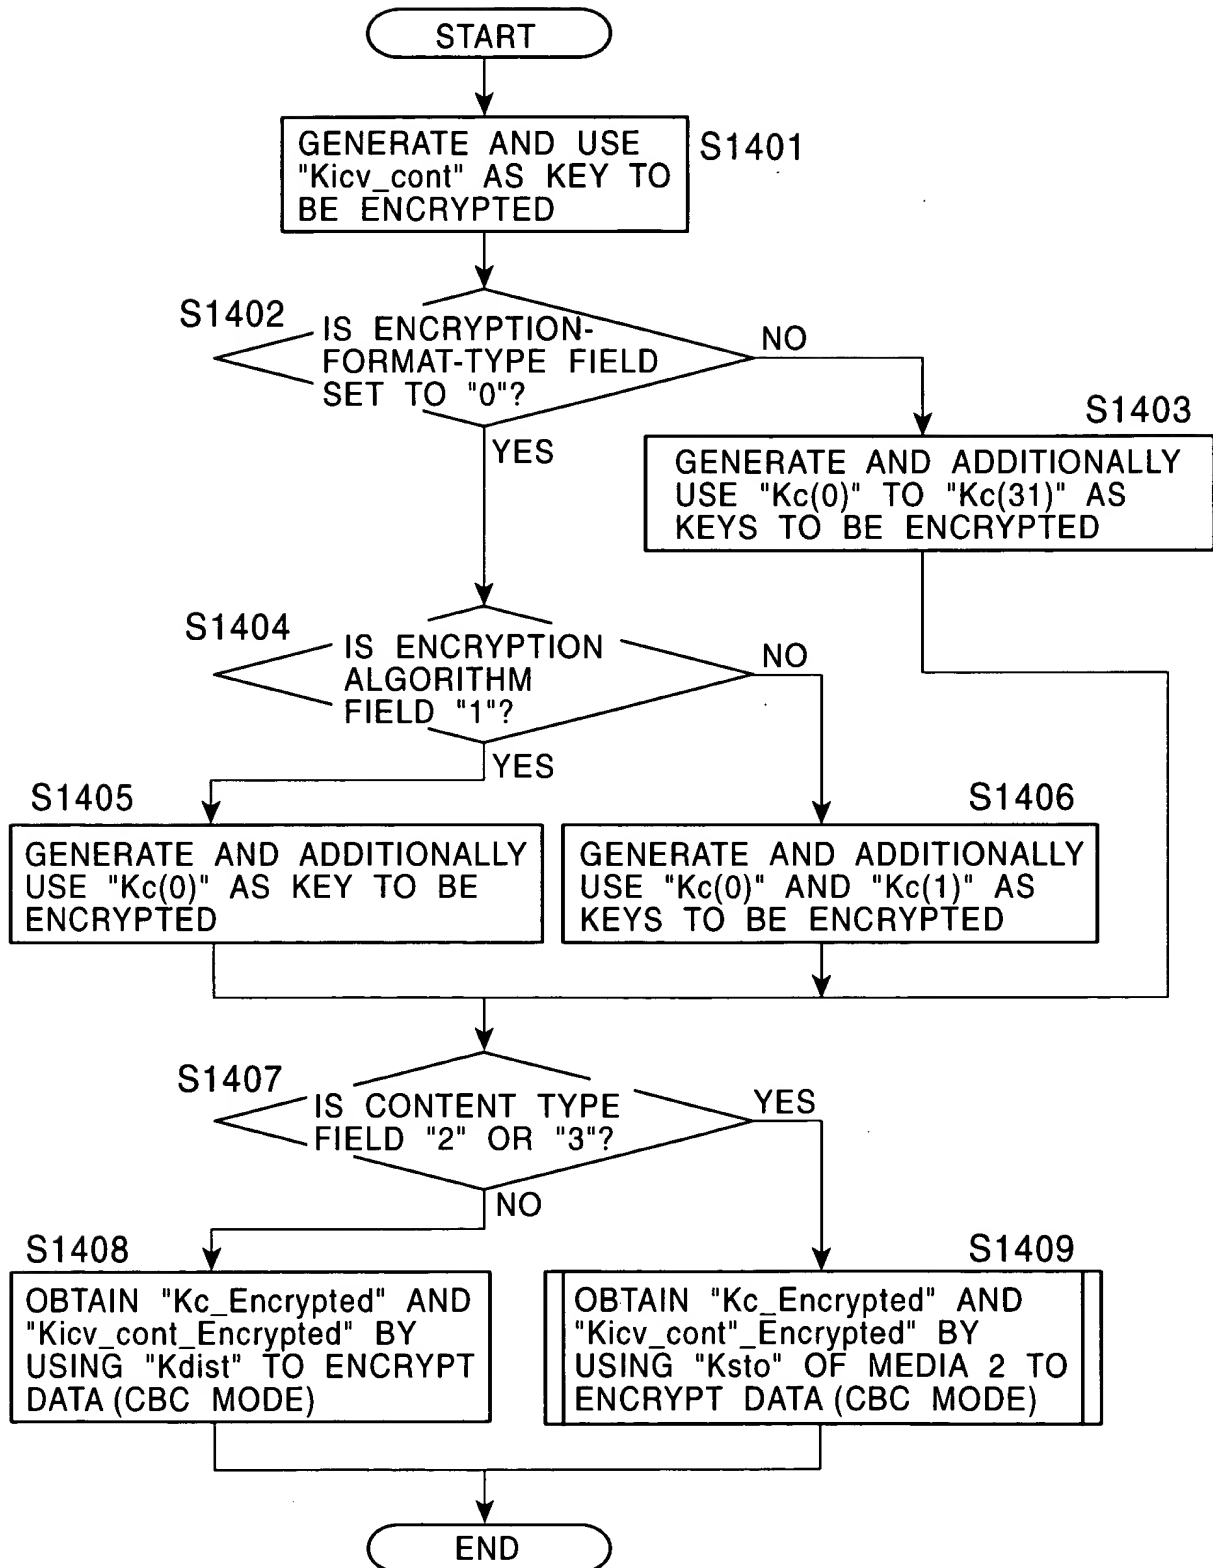 START
GENERATE AND USE
"Kicv_cont" AS KEY TO
BE ENCRYPTED
S1401
S1402
IS ENCRYPTION-
FORMAT-TYPE FIELD
SET TO "0"?
NO
YES
S1403
GENERATE AND ADDITIONALLY
USE "Kc(0)" TO "Kc(31)" AS
KEYS TO BE ENCRYPTED
S1404
IS ENCRYPTION
ALGORITHM
FIELD "1"?
NO
YES
S1405
GENERATE AND ADDITIONALLY
USE "Kc(0)" AS KEY TO BE
ENCRYPTED
S1406
GENERATE AND ADDITIONALLY
USE "Kc(0)" AND "Kc(1)" AS
KEYS TO BE ENCRYPTED
S1407
IS CONTENT TYPE
FIELD "2" OR "3"?
YES
NO
S1408
OBTAIN "Kc_Encrypted" AND
"Kicv_cont_Encrypted" BY
USING "Kdist" TO ENCRYPT
DATA (CBC MODE)
S1409
OBTAIN "Kc_Encrypted" AND
"Kicv_cont"_Encrypted" BY
USING "Ksto" OF MEDIA 2 TO
ENCRYPT DATA (CBC MODE)
END